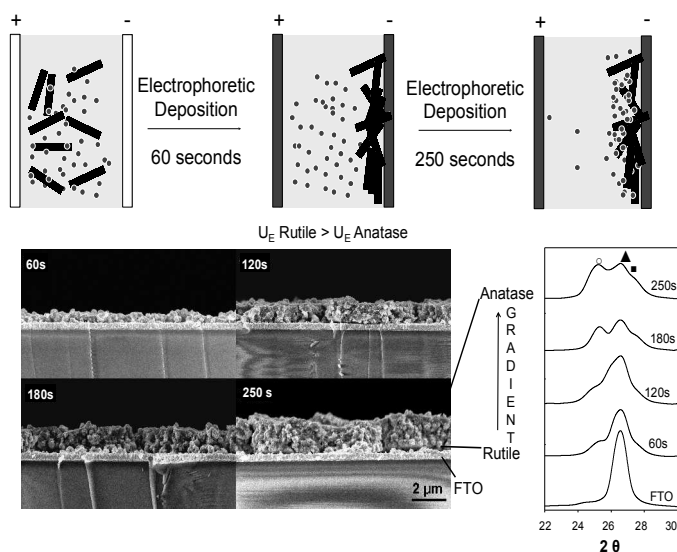 + -
Electrophoretic
Deposition
60 seconds
+ -
Electrophoretic
Deposition
250 seconds
+ -
U_E Rutile > U_E Anatase
60s
120s
180s
250 s
2 μm
Anatase
GRADIENT
Rutile
FTO
250s
180s
120s
60s
FTO
22 24 26 28 30
2 θ